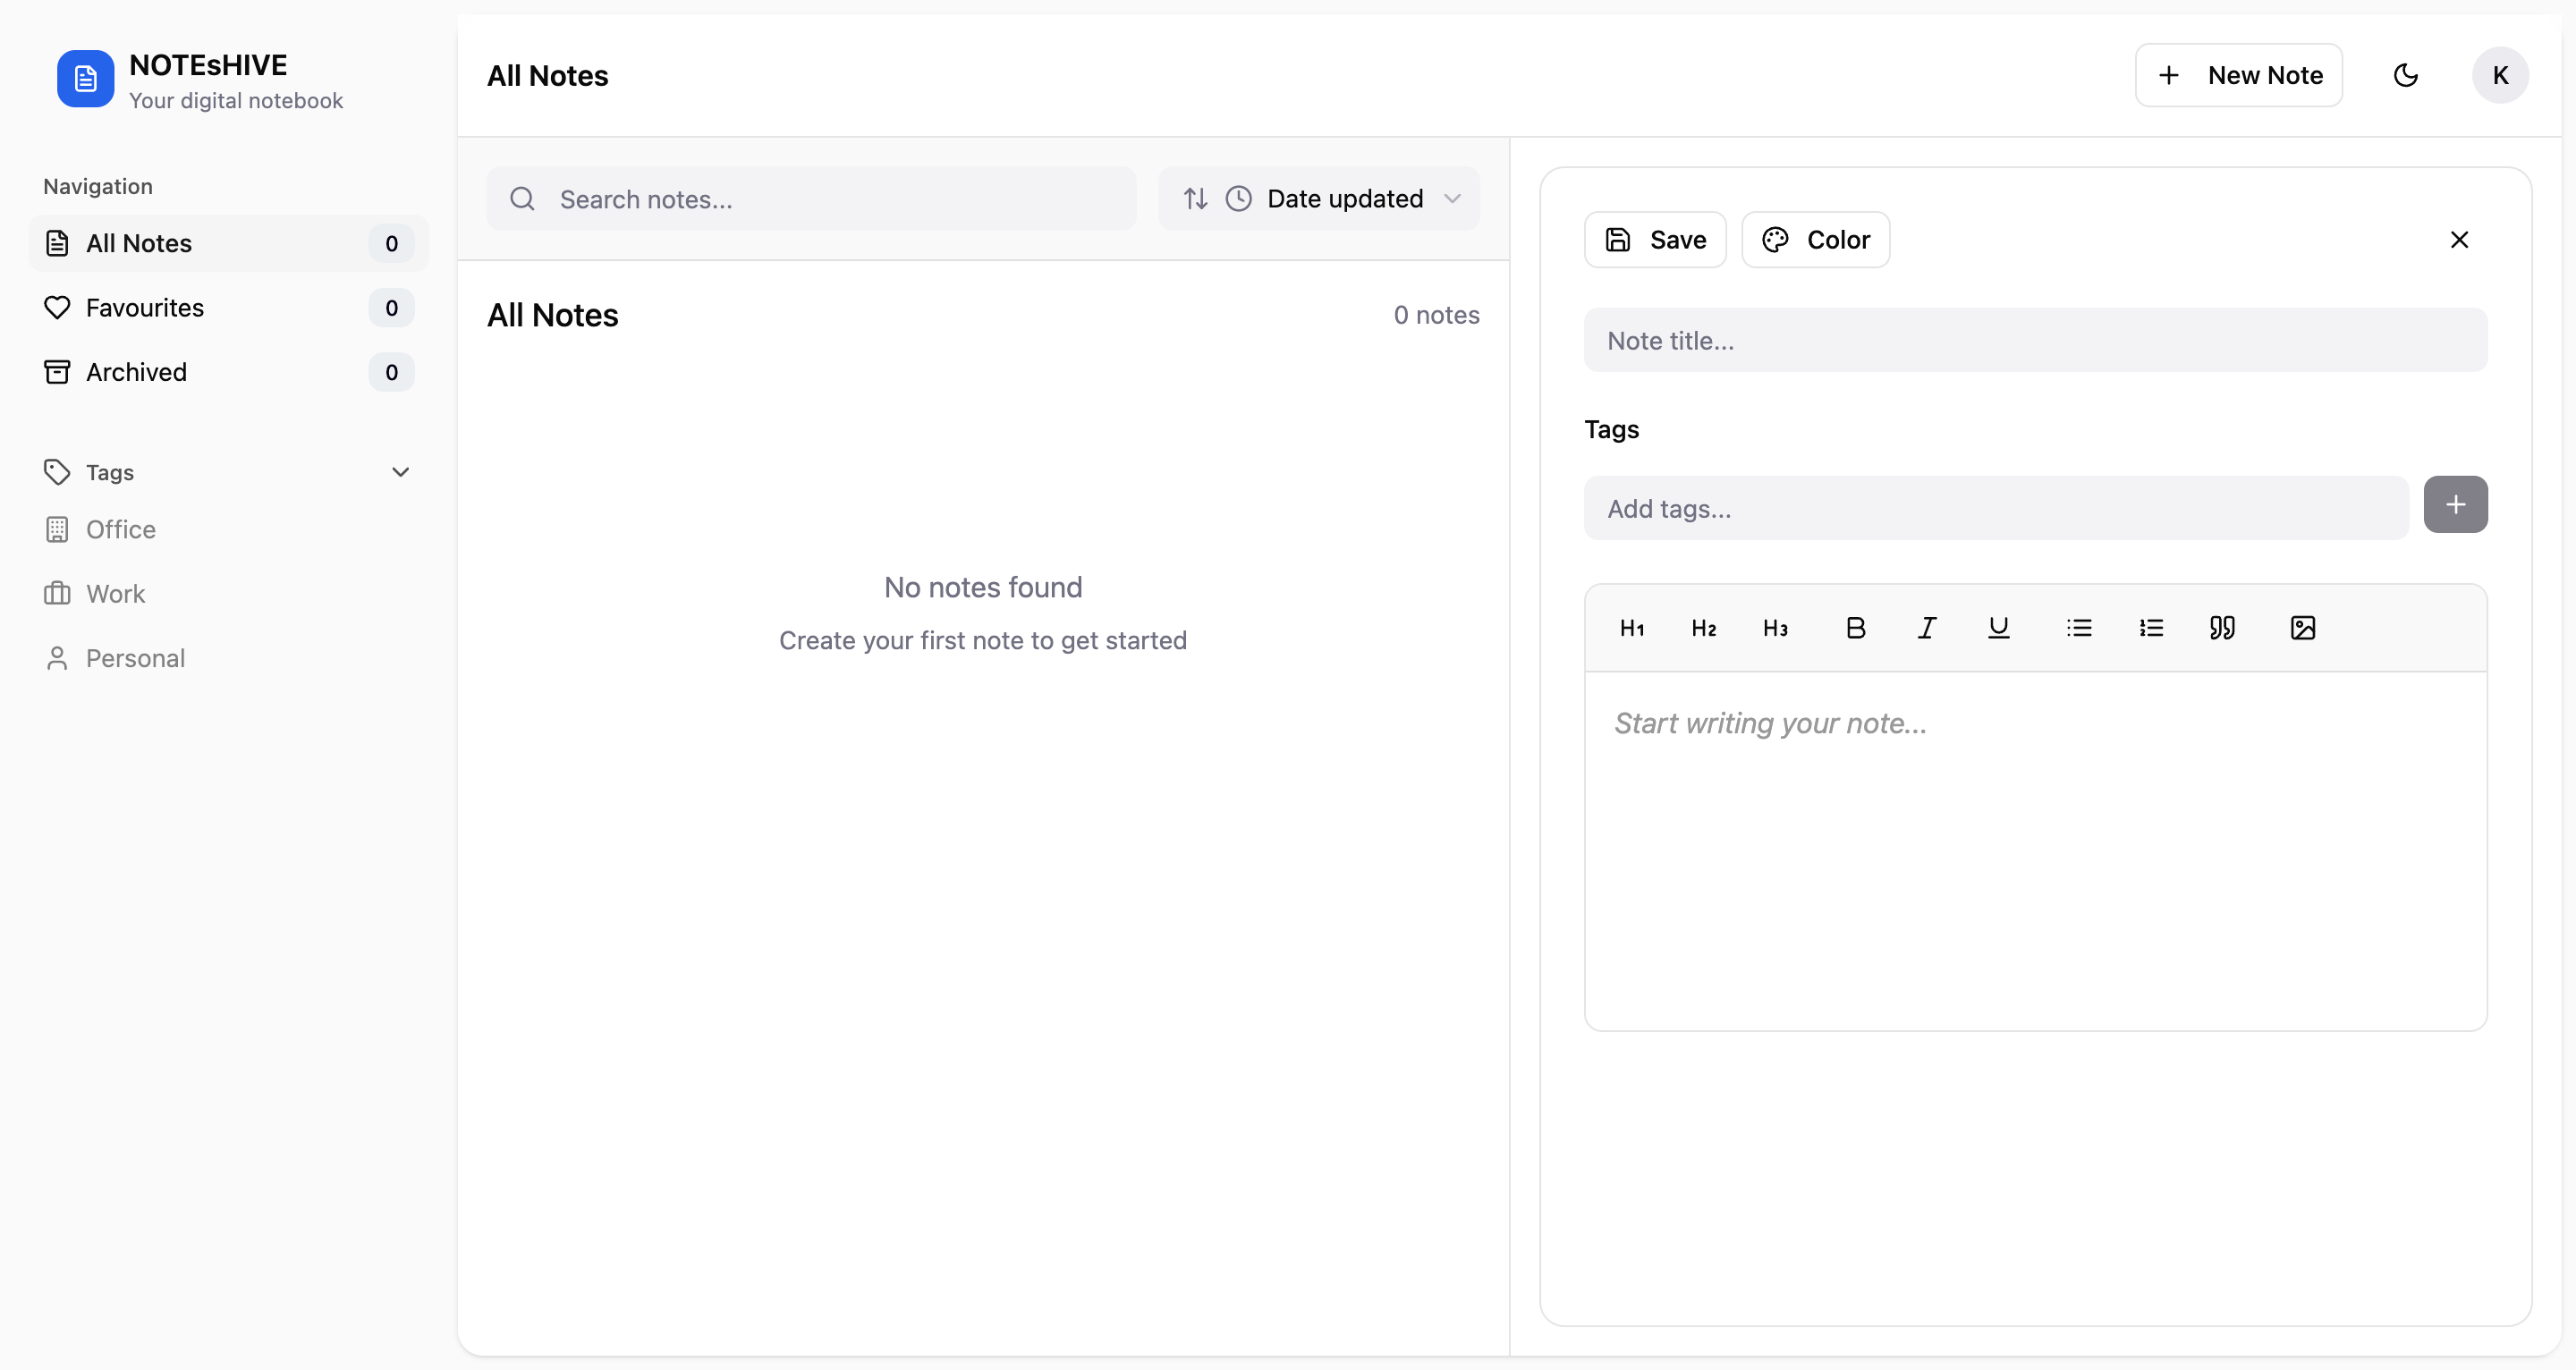 NOTEsHIVE
Your digital notebook
Navigation
All Notes 0
Favourites 0
Archived 0
Tags
Office
Work
Personal
All Notes
New Note
K
Search notes...
Date updated
All Notes
0 notes
No notes found
Create your first note to get started
Save
Color
Note title...
Tags
Add tags...
H1 H2 H3 B I U
Start writing your note...